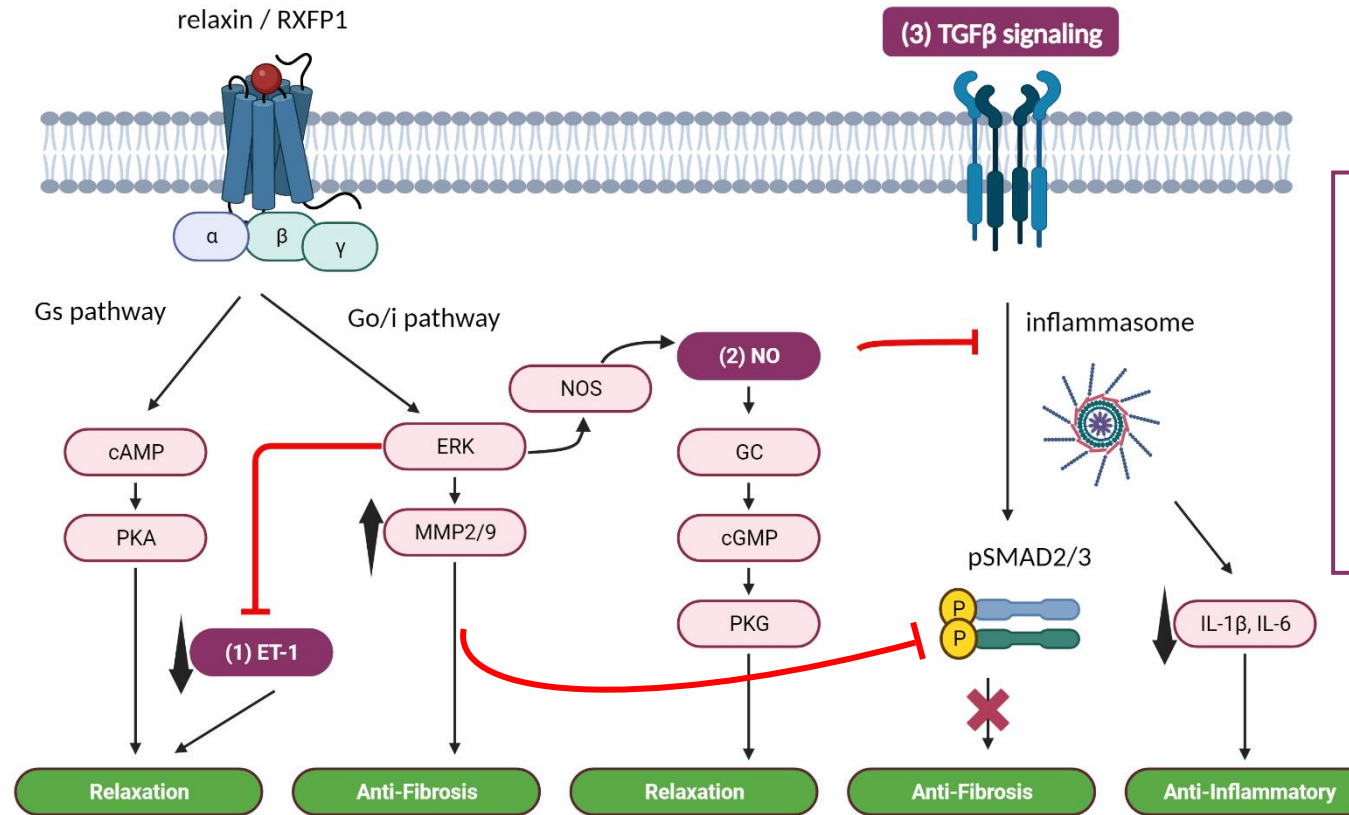 relaxin / RXFP1
(3) TGFβ signaling
α
β
γ
Gs pathway
Go/i pathway
inflammasome
(2) NO
NOS
cAMP
ERK
GC
PKA
MMP2/9
cGMP
pSMAD2/3
P
P
PKG
IL-1β, IL-6
(1) ET-1
Relaxation
Anti-Fibrosis
Relaxation
Anti-Fibrosis
Anti-Inflammatory